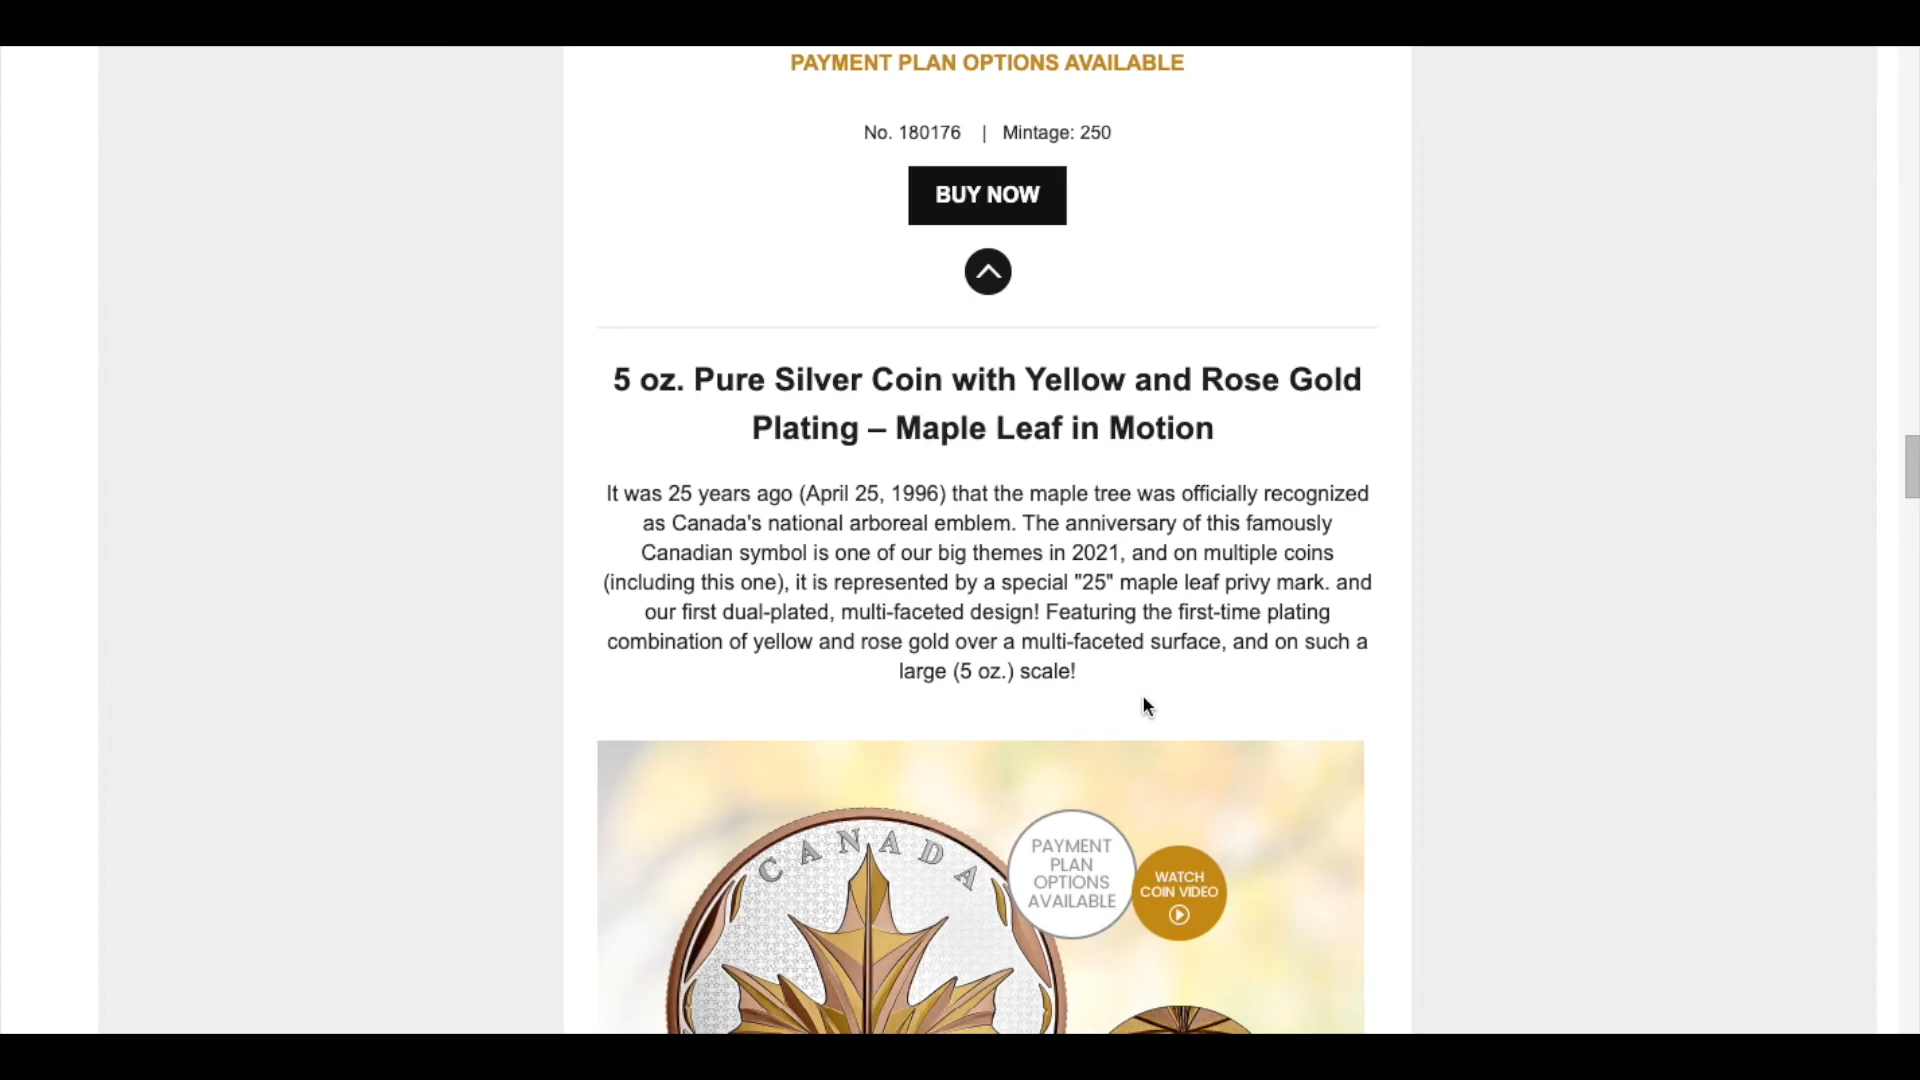 PAYMENT PLAN OPTIONS AVAILABLE
No. 180176 | Mintage: 250
BUY NOW
5 oz. Pure Silver Coin with Yellow and Rose Gold
Plating – Maple Leaf in Motion
It was 25 years ago (April 25, 1996) that the maple tree was officially recognized
as Canada's national arboreal emblem. The anniversary of this famously
Canadian symbol is one of our big themes in 2021, and on multiple coins
(including this one), it is represented by a special "25" maple leaf privy mark. and
our first dual-plated, multi-faceted design! Featuring the first-time plating
combination of yellow and rose gold over a multi-faceted surface, and on such a
large (5 oz.) scale!
CANADA
PAYMENT
PLAN
OPTIONS
AVAILABLE
WATCH
COIN VIDEO